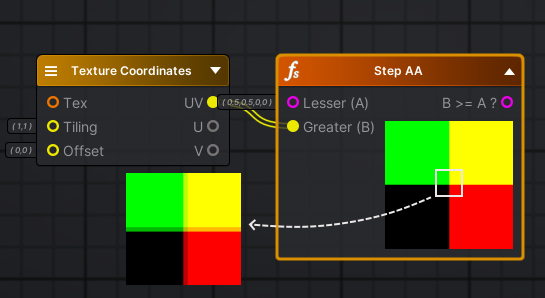 Texture Coordinates
Tex
UV
Tiling
U
Offset
V
( 1,1 )
( 0,0 )
fs
Step AA
( 0.5,0.5,0,0 )
Lesser (A)
B >= A ?
Greater (B)